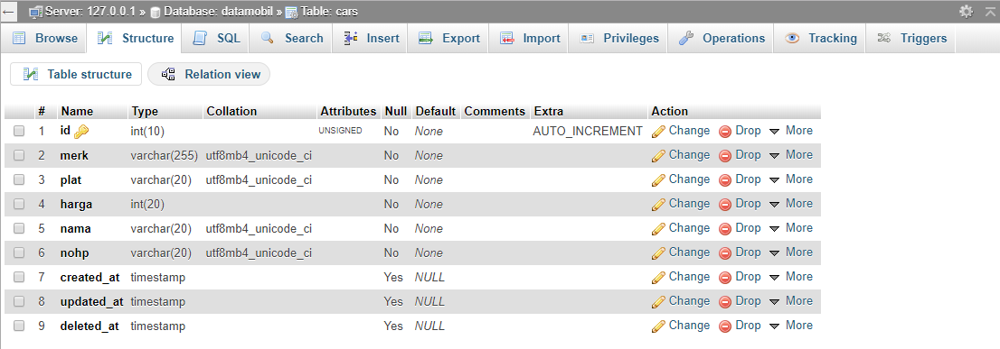 Server: 127.0.0.1 » Database: datamobil » Table: cars
Browse Structure SQL Search Insert Export Import Privileges Operations Tracking Triggers
Table structure Relation view
# Name Type Collation Attributes Null Default Comments Extra Action
1 id int(10) UNSIGNED No None AUTO_INCREMENT Change Drop More
2 merk varchar(255) utf8mb4_unicode_ci No None Change Drop More
3 plat varchar(20) utf8mb4_unicode_ci No None Change Drop More
4 harga int(20) No None Change Drop More
5 nama varchar(20) utf8mb4_unicode_ci No None Change Drop More
6 nohp varchar(20) utf8mb4_unicode_ci No None Change Drop More
7 created_at timestamp Yes NULL Change Drop More
8 updated_at timestamp Yes NULL Change Drop More
9 deleted_at timestamp Yes NULL Change Drop More